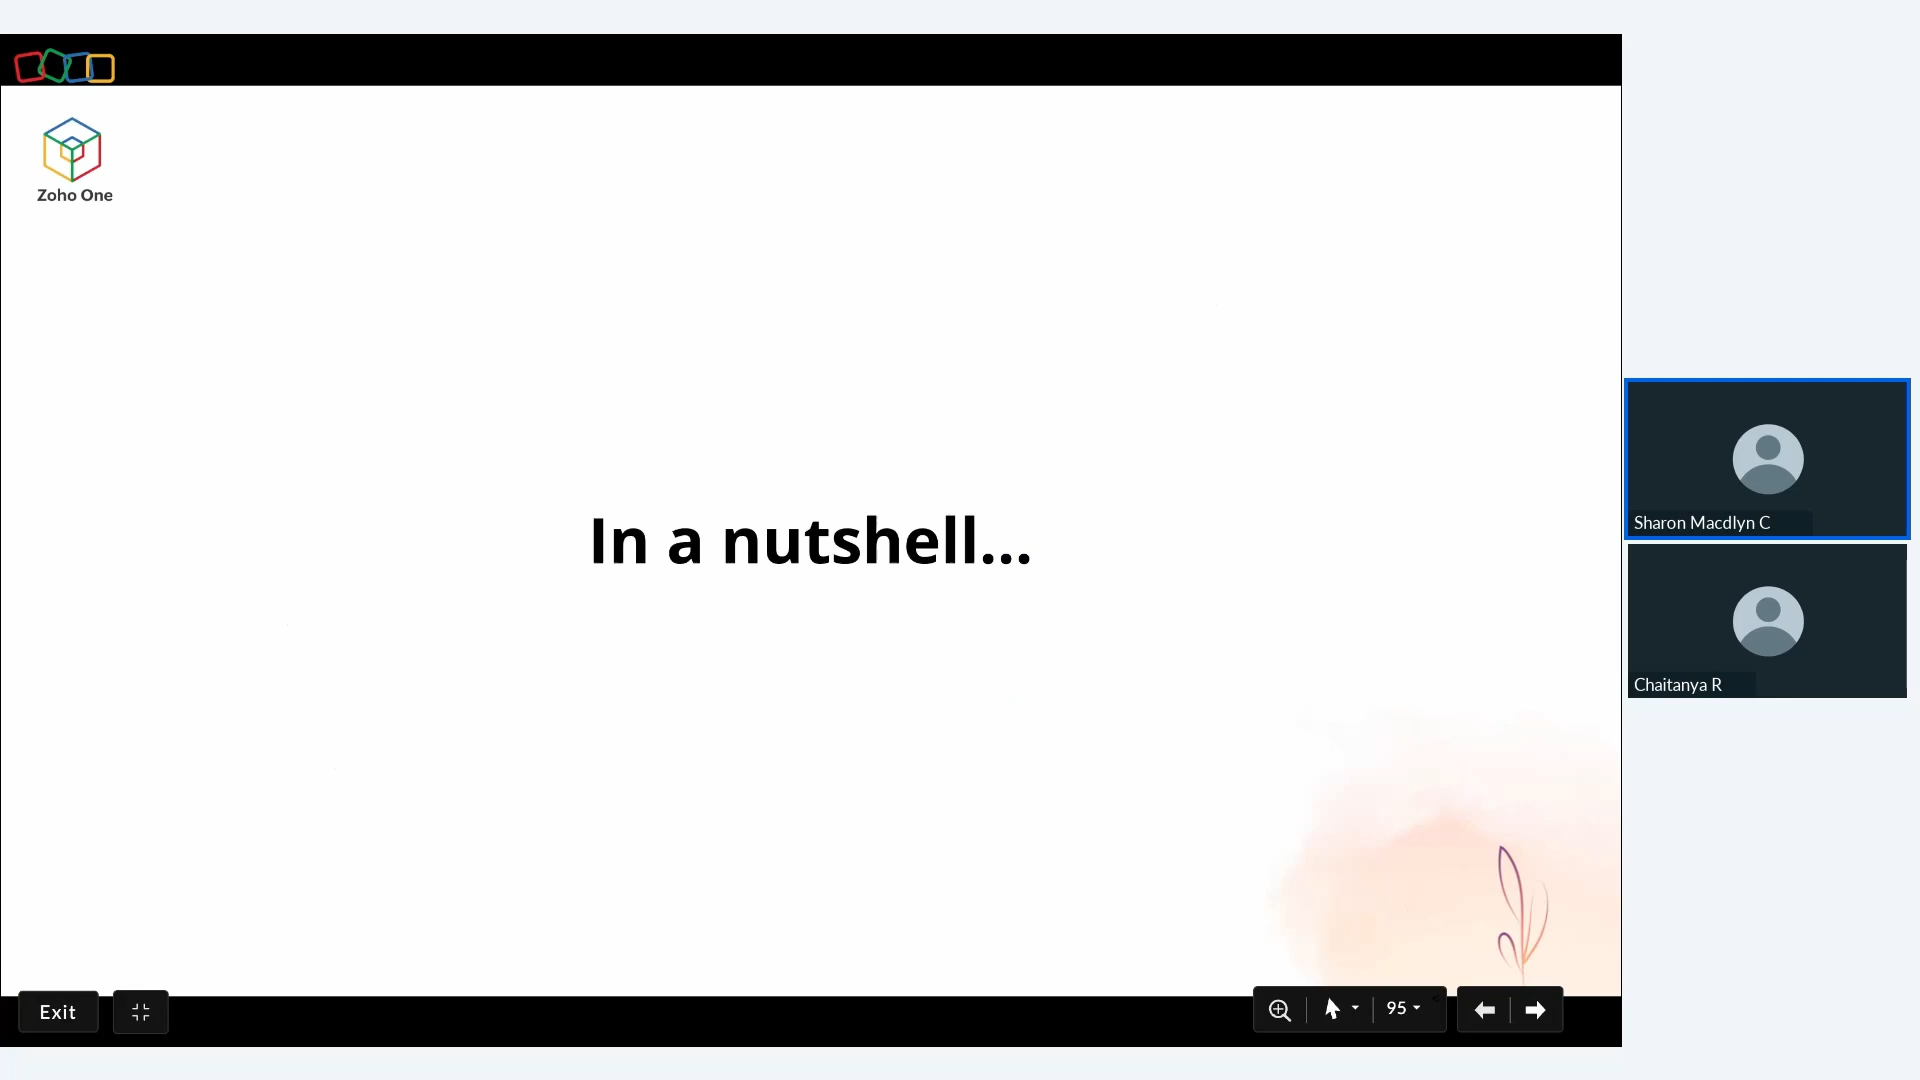 Zoho One
In a nutshell...
Sharon Macdlyn C
Chaitanya R
Exit
95